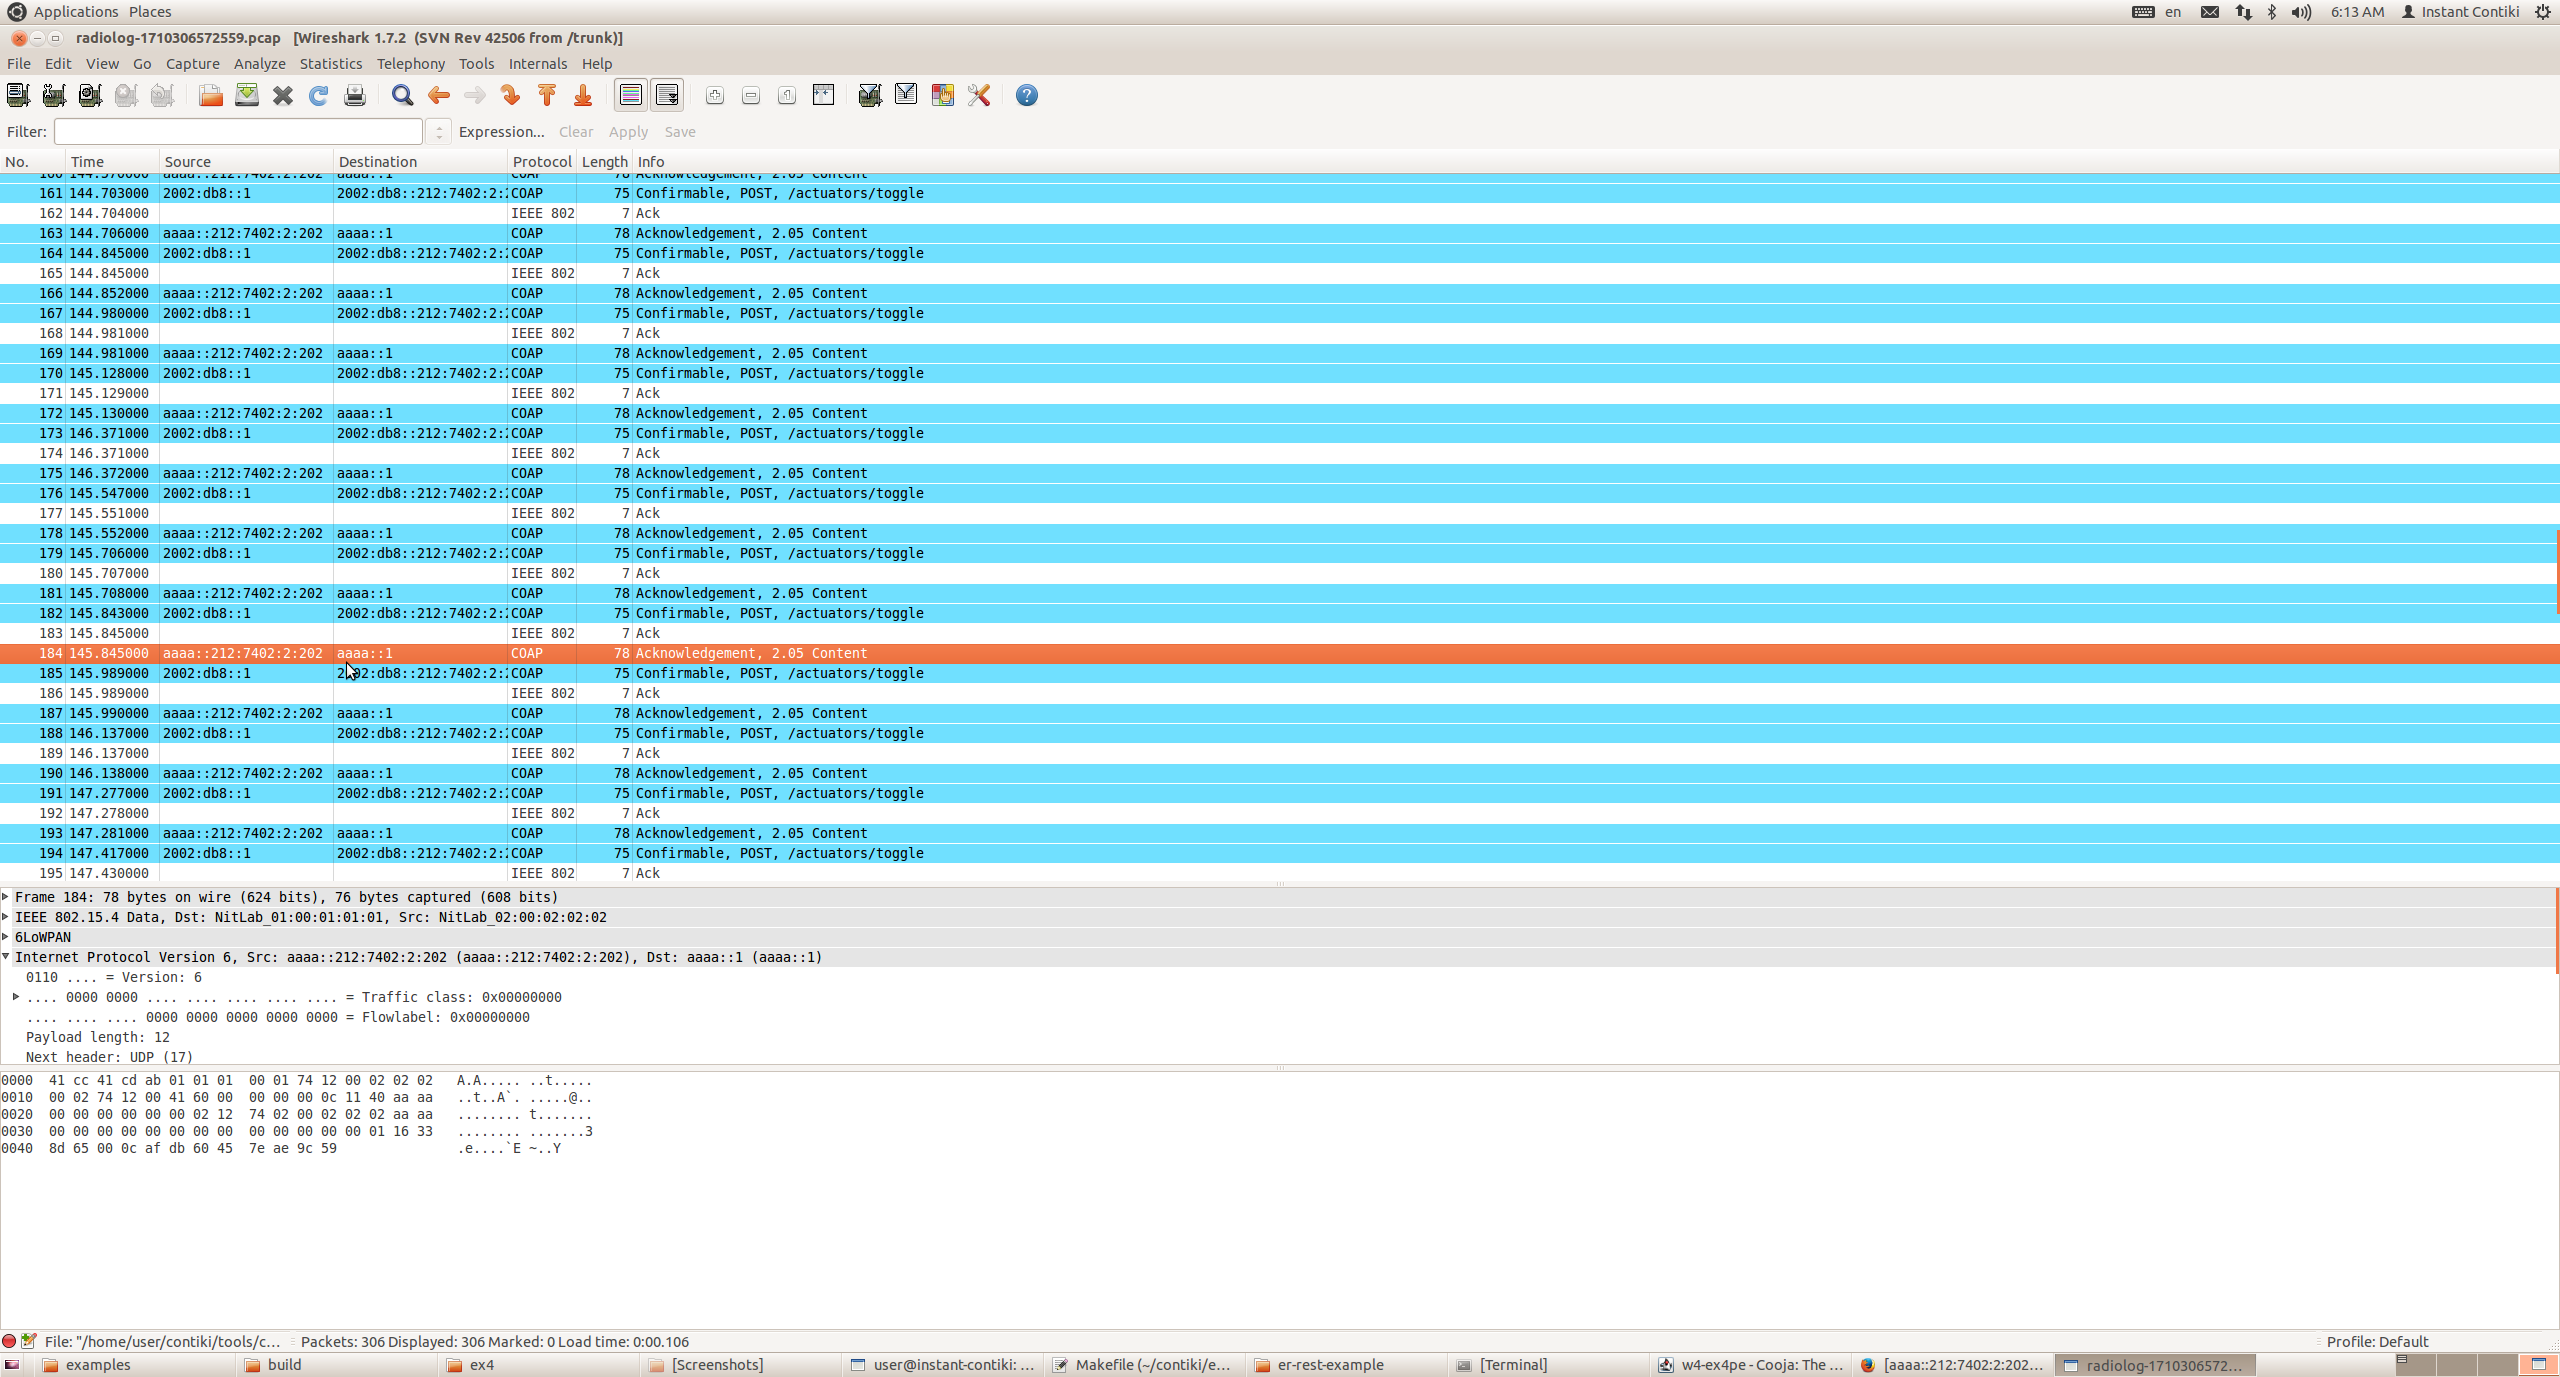 Applications Places en 6:13 AM Instant Contiki
radiolog-1710306572559.pcap [Wireshark 1.7.2 (SVN Rev 42506 from /trunk)]
File Edit View Go Capture Analyze Statistics Telephony Tools Internals Help
Filter: Expression... Clear Apply Save
No. Time Source Destination Protocol Length Info
161 144.703000 2002:db8::1 2002:db8::212:7402:2: COAP 75 Confirmable, POST, /actuators/toggle
162 144.704000 IEEE 802 7 Ack
163 144.706000 aaaa::212:7402:2:202 aaaa::1 COAP 78 Acknowledgement, 2.05 Content
164 144.845000 2002:db8::1 2002:db8::212:7402:2: COAP 75 Confirmable, POST, /actuators/toggle
165 144.845000 IEEE 802 7 Ack
166 144.852000 aaaa::212:7402:2:202 aaaa::1 COAP 78 Acknowledgement, 2.05 Content
167 144.980000 2002:db8::1 2002:db8::212:7402:2: COAP 75 Confirmable, POST, /actuators/toggle
168 144.981000 IEEE 802 7 Ack
169 144.981000 aaaa::212:7402:2:202 aaaa::1 COAP 78 Acknowledgement, 2.05 Content
170 145.128000 2002:db8::1 2002:db8::212:7402:2: COAP 75 Confirmable, POST, /actuators/toggle
171 145.129000 IEEE 802 7 Ack
172 145.130000 aaaa::212:7402:2:202 aaaa::1 COAP 78 Acknowledgement, 2.05 Content
173 146.371000 2002:db8::1 2002:db8::212:7402:2: COAP 75 Confirmable, POST, /actuators/toggle
174 146.371000 IEEE 802 7 Ack
175 146.372000 aaaa::212:7402:2:202 aaaa::1 COAP 78 Acknowledgement, 2.05 Content
176 145.547000 2002:db8::1 2002:db8::212:7402:2: COAP 75 Confirmable, POST, /actuators/toggle
177 145.551000 IEEE 802 7 Ack
178 145.552000 aaaa::212:7402:2:202 aaaa::1 COAP 78 Acknowledgement, 2.05 Content
179 145.706000 2002:db8::1 2002:db8::212:7402:2: COAP 75 Confirmable, POST, /actuators/toggle
180 145.707000 IEEE 802 7 Ack
181 145.708000 aaaa::212:7402:2:202 aaaa::1 COAP 78 Acknowledgement, 2.05 Content
182 145.843000 2002:db8::1 2002:db8::212:7402:2: COAP 75 Confirmable, POST, /actuators/toggle
183 145.845000 IEEE 802 7 Ack
184 145.845000 aaaa::212:7402:2:202 aaaa::1 COAP 78 Acknowledgement, 2.05 Content
185 145.989000 2002:db8::1 2002:db8::212:7402:2: COAP 75 Confirmable, POST, /actuators/toggle
186 145.989000 IEEE 802 7 Ack
187 145.990000 aaaa::212:7402:2:202 aaaa::1 COAP 78 Acknowledgement, 2.05 Content
188 146.137000 2002:db8::1 2002:db8::212:7402:2: COAP 75 Confirmable, POST, /actuators/toggle
189 146.137000 IEEE 802 7 Ack
190 146.138000 aaaa::212:7402:2:202 aaaa::1 COAP 78 Acknowledgement, 2.05 Content
191 147.277000 2002:db8::1 2002:db8::212:7402:2: COAP 75 Confirmable, POST, /actuators/toggle
192 147.278000 IEEE 802 7 Ack
193 147.281000 aaaa::212:7402:2:202 aaaa::1 COAP 78 Acknowledgement, 2.05 Content
194 147.417000 2002:db8::1 2002:db8::212:7402:2: COAP 75 Confirmable, POST, /actuators/toggle
195 147.430000 IEEE 802 7 Ack
Frame 184: 78 bytes on wire (624 bits), 76 bytes captured (608 bits)
IEEE 802.15.4 Data, Dst: NitLab_01:00:01:01:01, Src: NitLab_02:00:02:02:02
6LoWPAN
Internet Protocol Version 6, Src: aaaa::212:7402:2:202 (aaaa::212:7402:2:202), Dst: aaaa::1 (aaaa::1)
0110 .... = Version: 6
.... 0000 0000 .... .... .... .... .... = Traffic class: 0x00000000
.... .... .... 0000 0000 0000 0000 0000 = Flowlabel: 0x00000000
Payload length: 12
Next header: UDP (17)
0000 41 cc 41 cd ab 01 01 01 00 01 74 12 00 02 02 02 A.A..... ..t.....
0010 00 02 74 12 00 41 60 00 00 00 00 0c 11 40 aa aa ..t..A`. .....@..
0020 00 00 00 00 00 00 02 12 74 02 00 02 02 02 aa aa ........ t.......
0030 00 00 00 00 00 00 00 00 00 00 00 00 00 01 16 33 ........ .......3
0040 8d 65 00 0c af db 60 45 7e ae 9c 59 .e....`E ~..Y
File: "/home/user/contiki/tools/c... Packets: 306 Displayed: 306 Marked: 0 Load time: 0:00.106 Profile: Default
examples build ex4 [Screenshots] user@instant-contiki: ... Makefile (~/contiki/e... er-rest-example [Terminal] w4-ex4pe - Cooja: The ... [aaaa::212:7402:2:202... radiolog-1710306572...